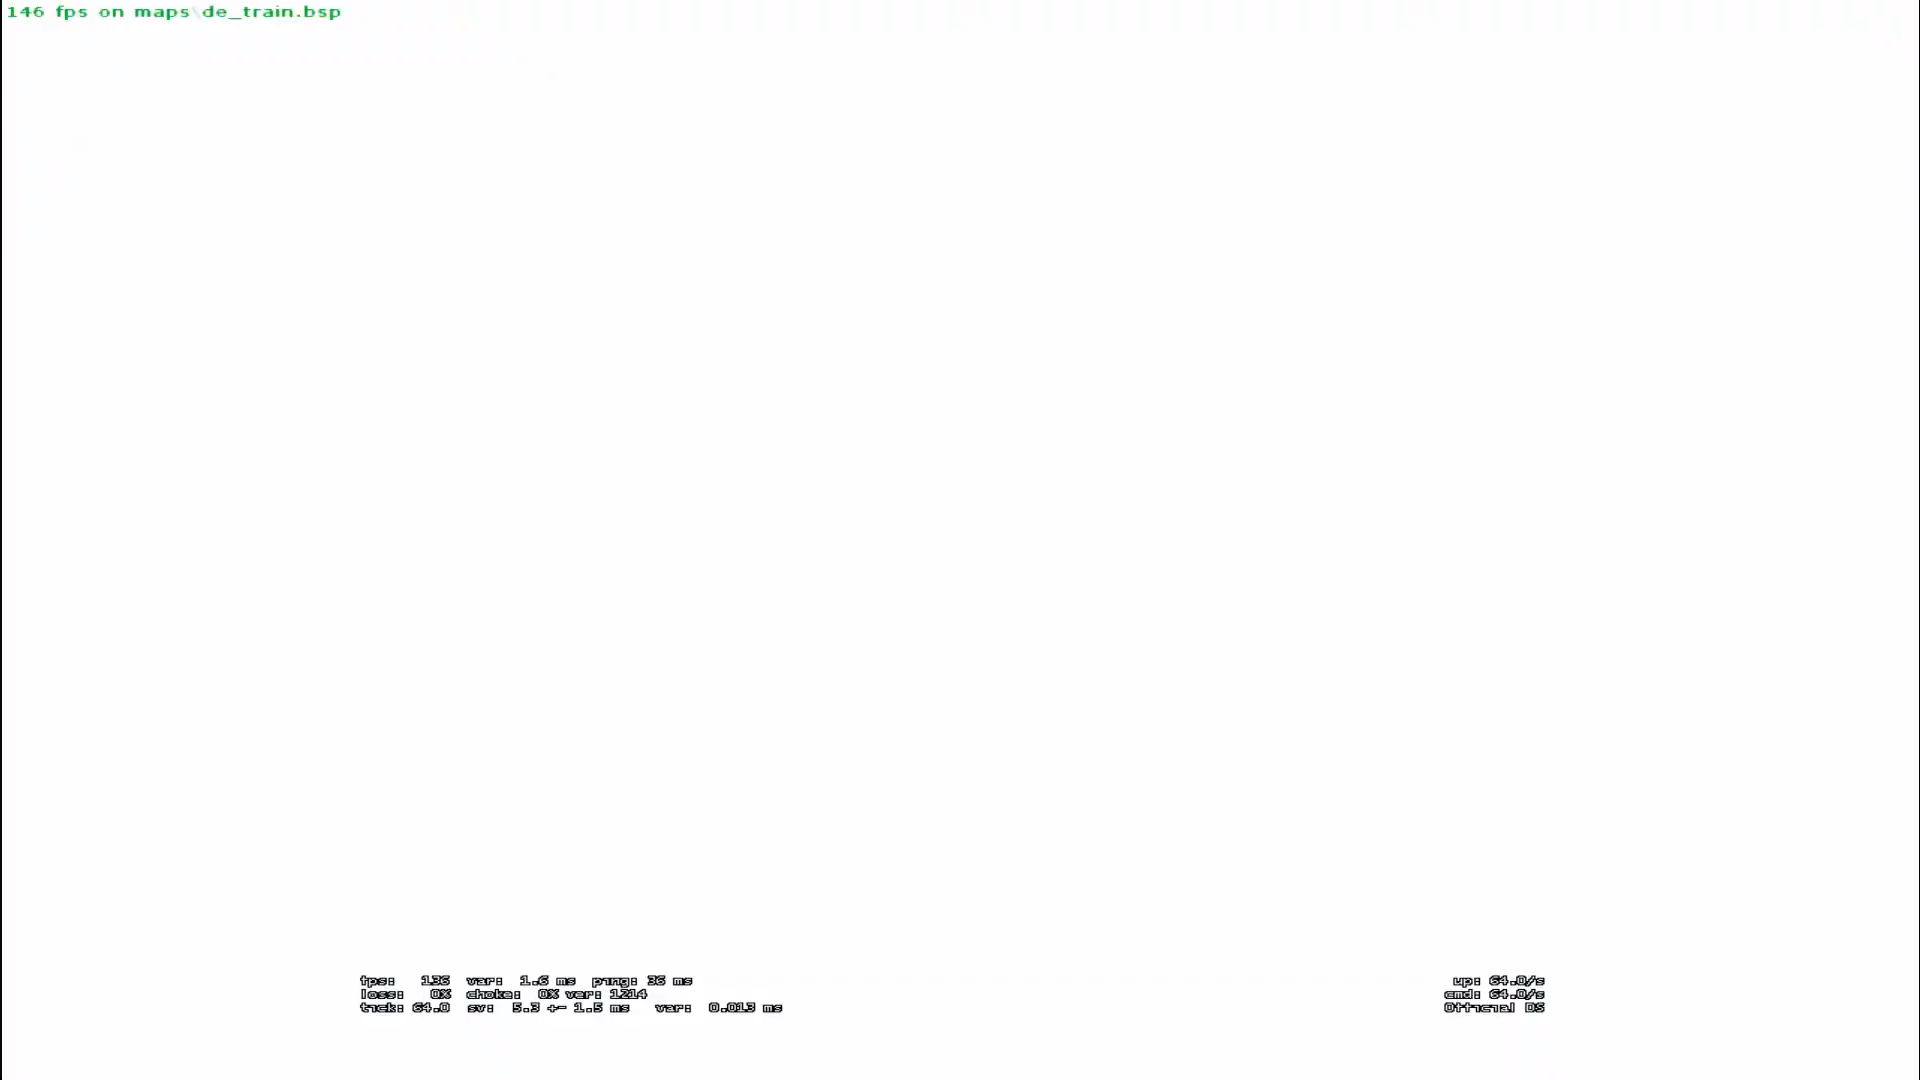 146 fps on maps\de_train.bsp
fps: 136 var: 1.6 ms ping: 36 ms
loss: 0% choke: 0% ver: 1214
tick: 64.0 sv: 5.3 +- 1.5 ms var: 0.013 ms
up: 64.0/s
cmd: 64.0/s
Official DS